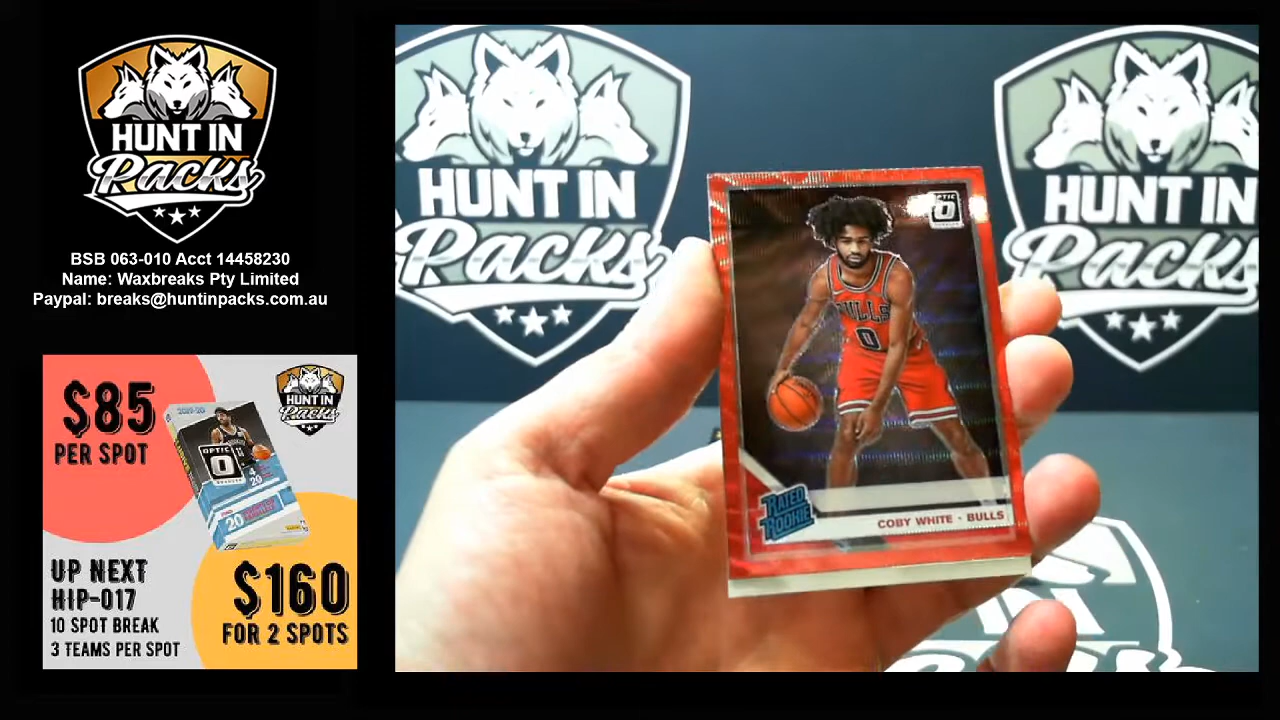 HUNT IN
Packs
BSB 063-010 Acct 14458230
Name: Waxbreaks Pty Limited
Paypal: breaks@huntinpacks.com.au
$85
PER SPOT
HUNT IN
Packs
OPTIC
20
UP NEXT
HIP-017
10 SPOT BREAK
3 TEAMS PER SPOT
$160
FOR 2 SPOTS
HUNT IN
Packs
HUNT IN
Packs
OPTIC
BULLS
0
RATED
ROOKIE
COBY WHITE - BULLS